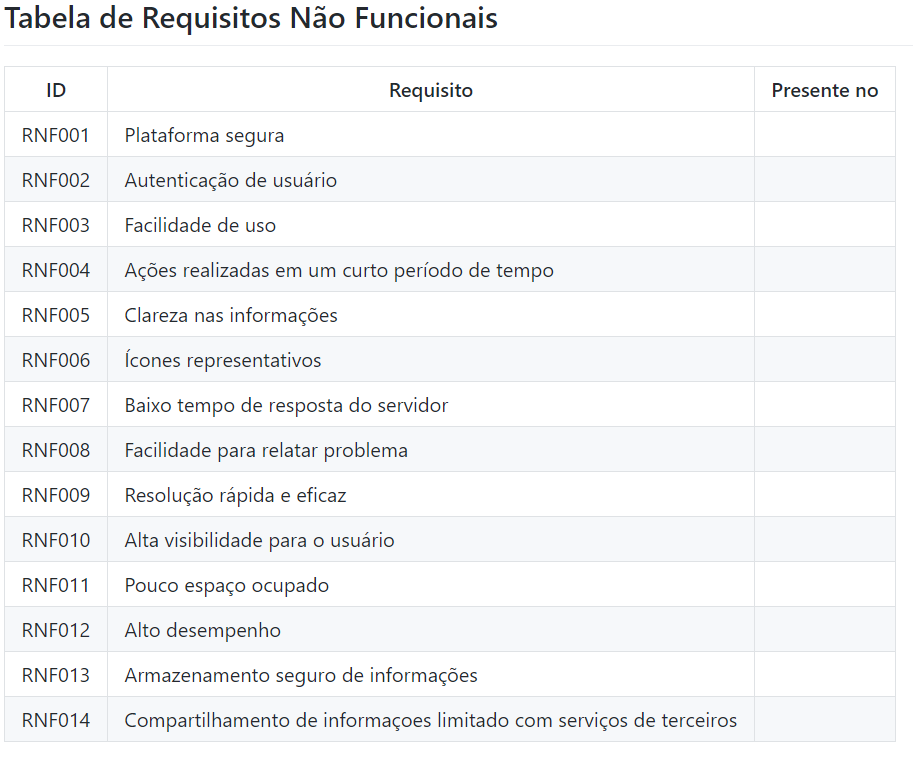 Tabela de Requisitos Não Funcionais
ID Requisito Presente no
RNF001 Plataforma segura
RNF002 Autenticação de usuário
RNF003 Facilidade de uso
RNF004 Ações realizadas em um curto período de tempo
RNF005 Clareza nas informações
RNF006 Ícones representativos
RNF007 Baixo tempo de resposta do servidor
RNF008 Facilidade para relatar problema
RNF009 Resolução rápida e eficaz
RNF010 Alta visibilidade para o usuário
RNF011 Pouco espaço ocupado
RNF012 Alto desempenho
RNF013 Armazenamento seguro de informações
RNF014 Compartilhamento de informaçoes limitado com serviços de terceiros